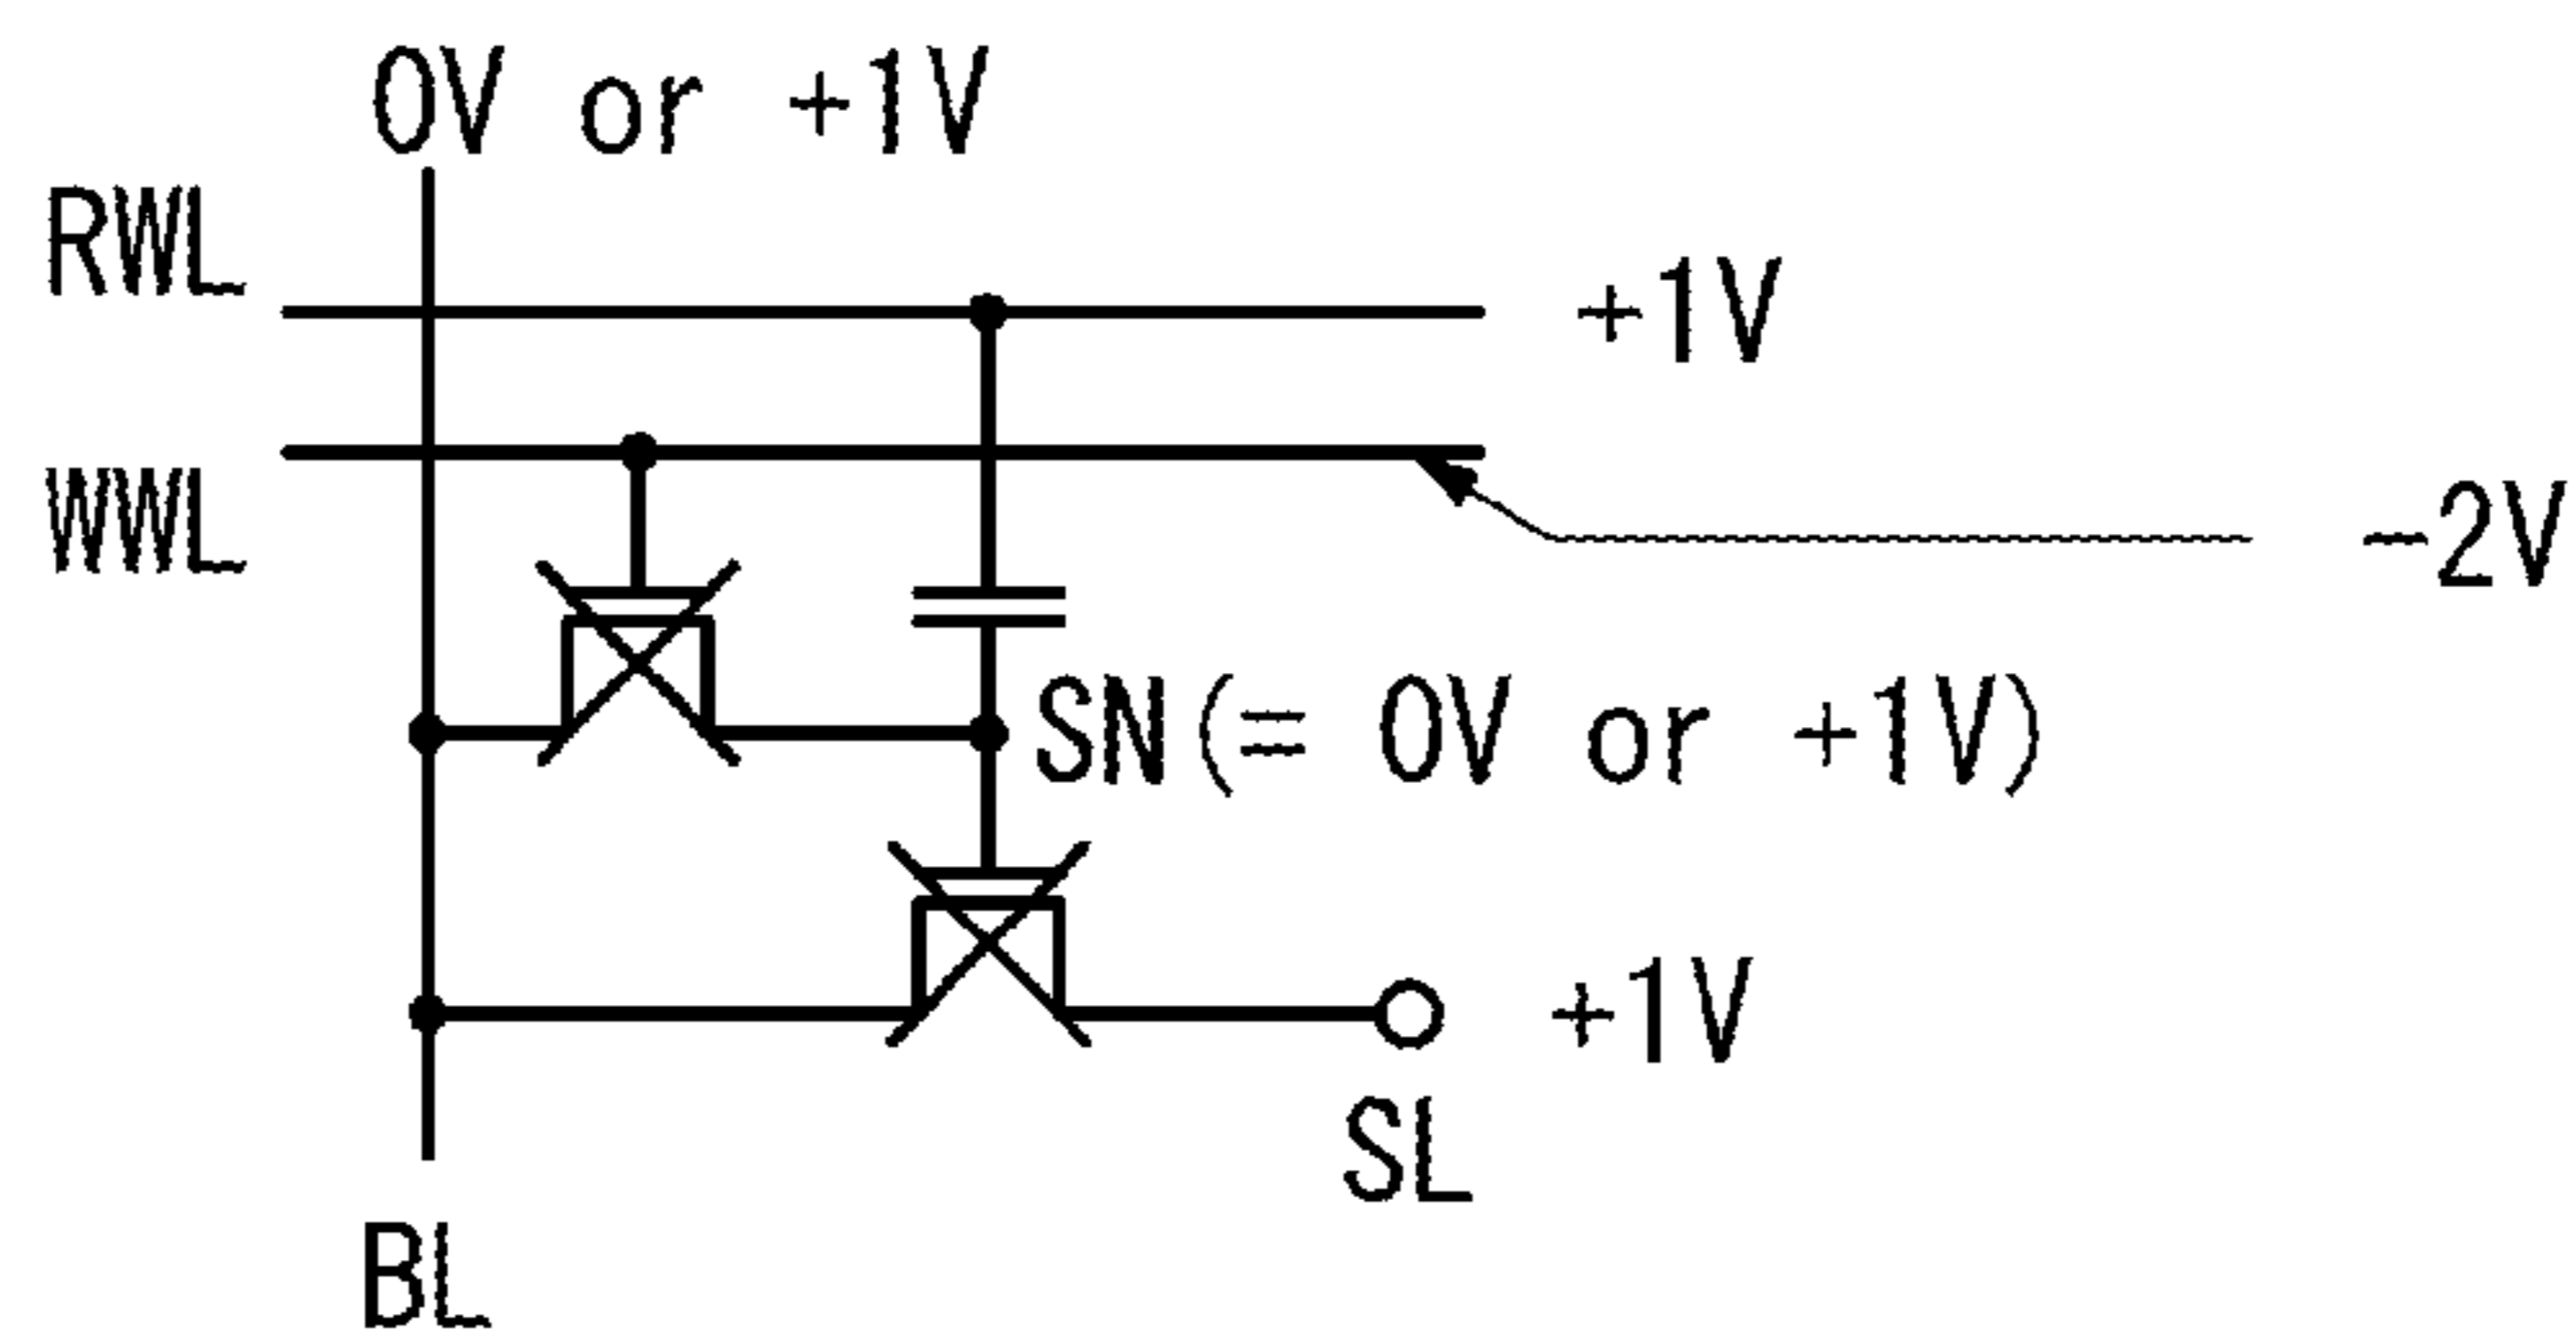 0V or +1V
RWL
+1V
WWL
-2V
SN(= 0V or +1V)
+1V
SL
BL